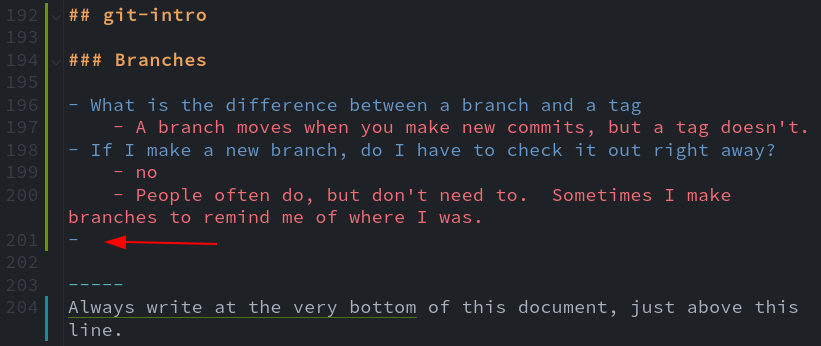 192 ## git-intro
193
194 ### Branches
195
196 - What is the difference between a branch and a tag
197 - A branch moves when you make new commits, but a tag doesn't.
198 - If I make a new branch, do I have to check it out right away?
199 - no
200 - People often do, but don't need to.  Sometimes I make
branches to remind me of where I was.
201 -
202
203 -----
204 Always write at the very bottom of this document, just above this
line.